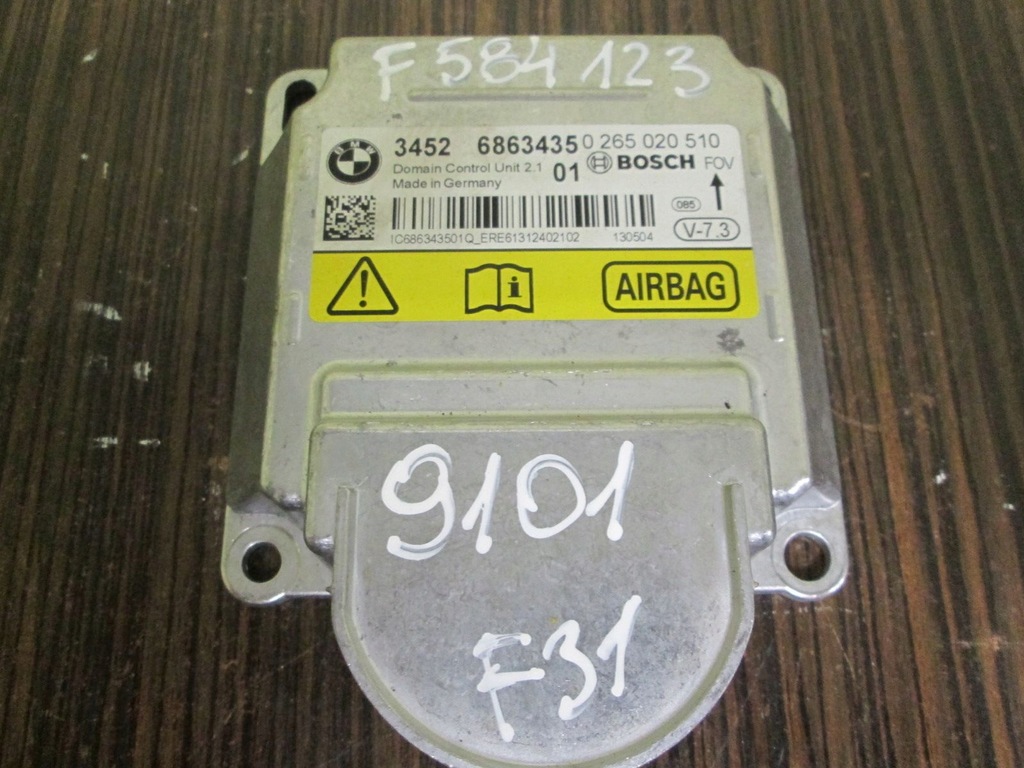 F584123
BMW
3452 6863435 0 265 020 510
Domain Control Unit 2.1 01 BOSCH FOV
Made in Germany
085
V-7.3
IC686343501Q_ERE61312402102 130504
AIRBAG
9101
F31